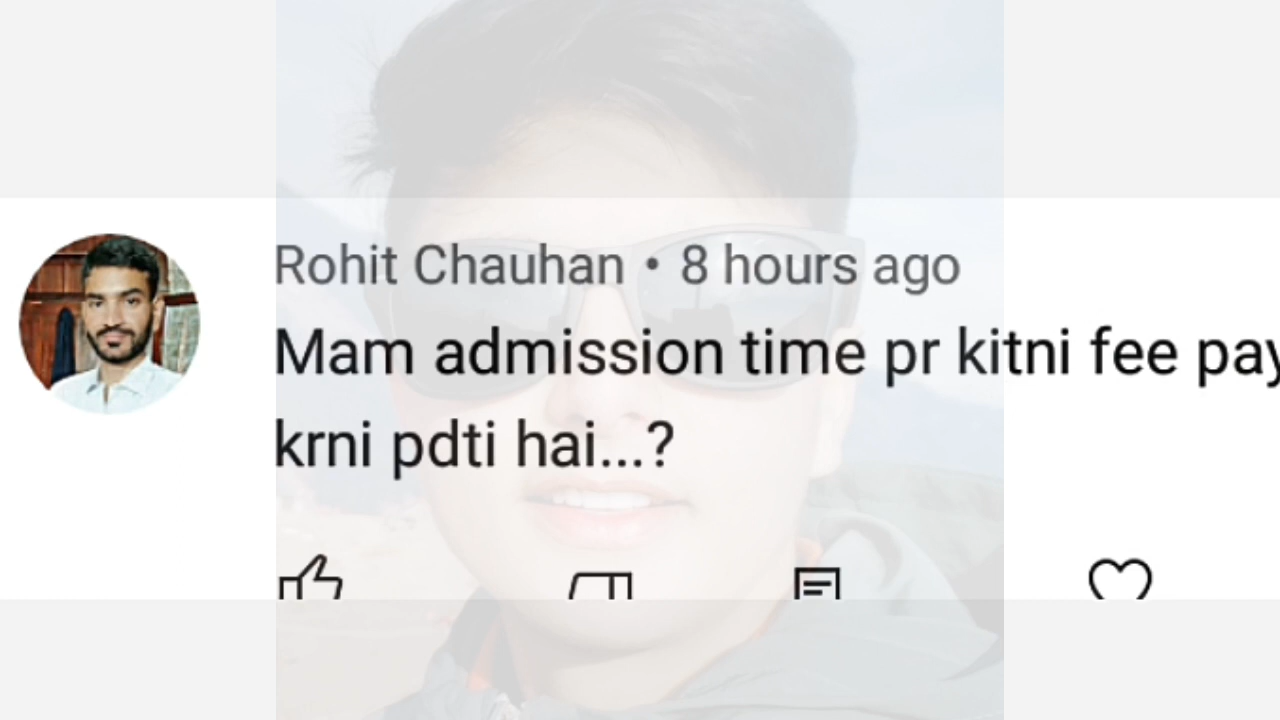 Rohit Chauhan • 8 hours ago
Mam admission time pr kitni fee pay
krni pdti hai...?